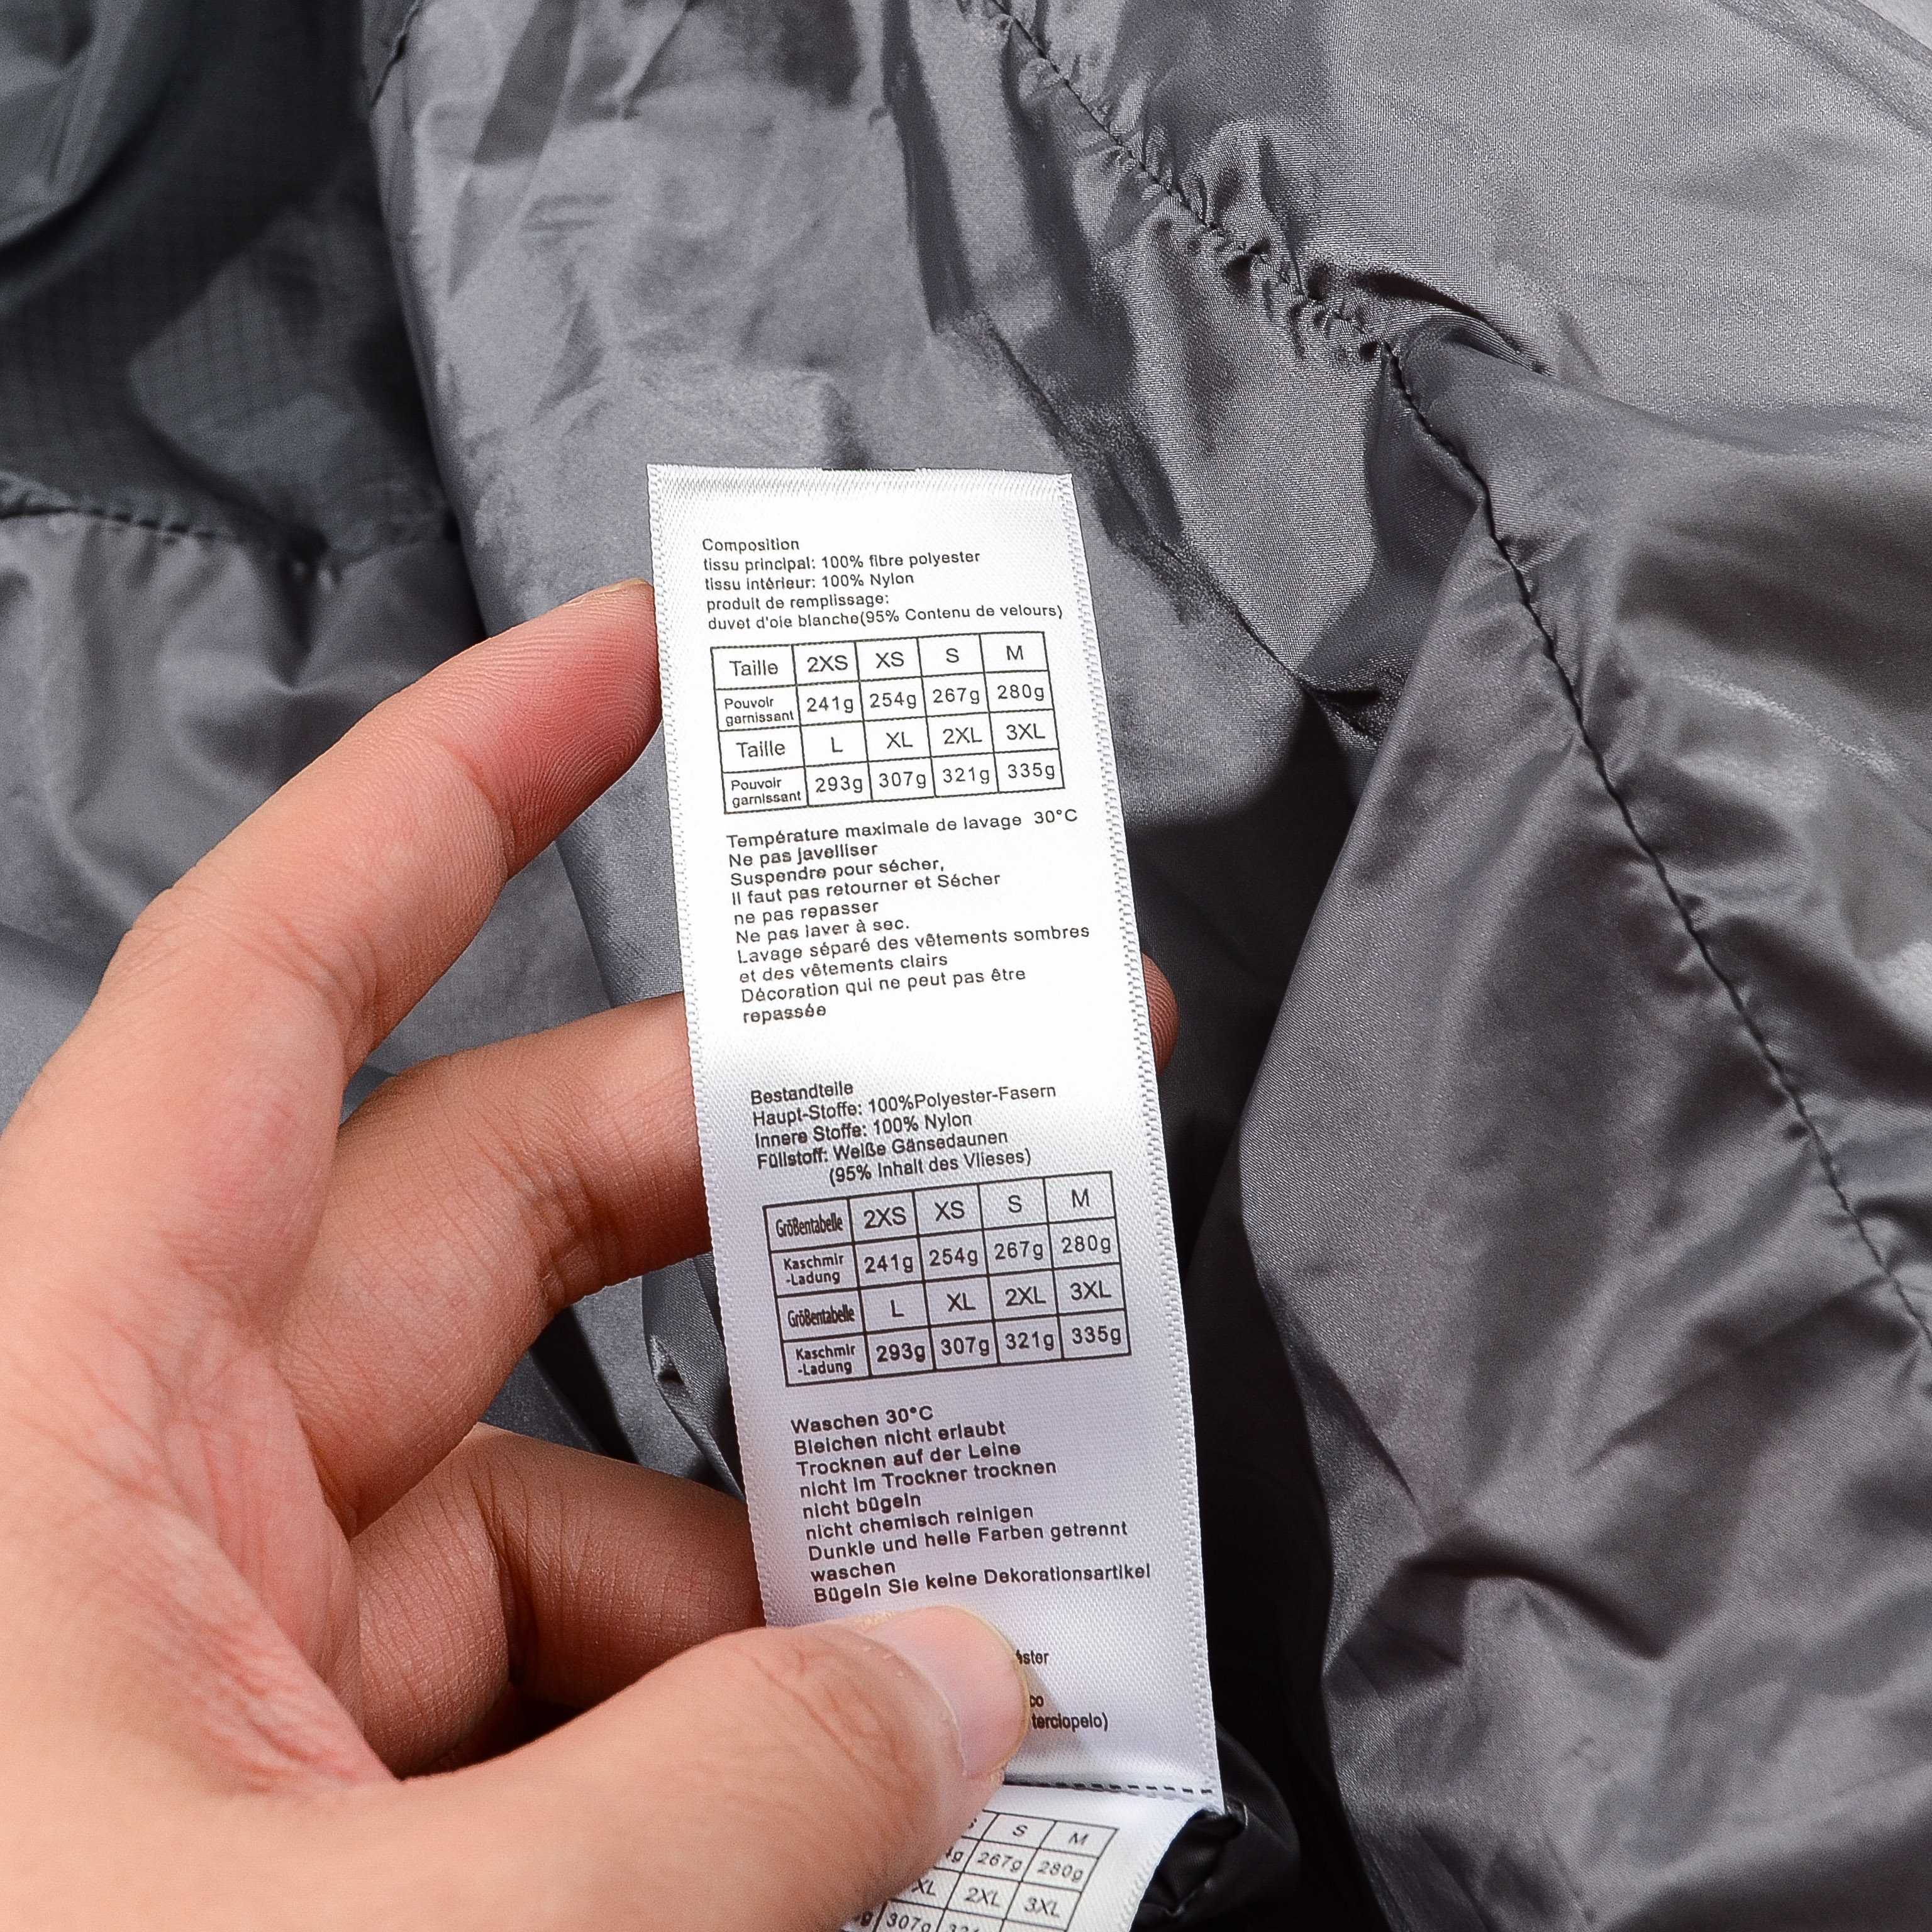 Composition
tissu principal: 100% fibre polyester
tissu intérieur: 100% Nylon
produit de remplissage:
duvet d'oie blanche(95% Contenu de velours)
Taille 2XS XS S M
Pouvoir garnissant 241g 254g 267g 280g
Taille L XL 2XL 3XL
Pouvoir garnissant 293g 307g 321g 335g
Température maximale de lavage 30°C
Ne pas javelliser
Suspendre pour sécher,
Il faut pas retourner et Sécher
ne pas repasser
Ne pas laver à sec.
Lavage séparé des vêtements sombres
et des vêtements clairs
Décoration qui ne peut pas être
repassée
Bestandteile
Haupt-Stoffe: 100%Polyester-Fasern
Innere Stoffe: 100% Nylon
Füllstoff: Weiße Gänsedaunen
(95% Inhalt des Vlieses)
Größentabelle 2XS XS S M
Kaschmir -Ladung 241g 254g 267g 280g
Größentabelle L XL 2XL 3XL
Kaschmir -Ladung 293g 307g 321g 335g
Waschen 30°C
Bleichen nicht erlaubt
Trocknen auf der Leine
nicht im Trockner trocknen
nicht bügeln
nicht chemisch reinigen
Dunkle und helle Farben getrennt
waschen
Bügeln Sie keine Dekorationsartikel
terciopelo)
S M
267g 280g
XL 2XL 3XL
307g